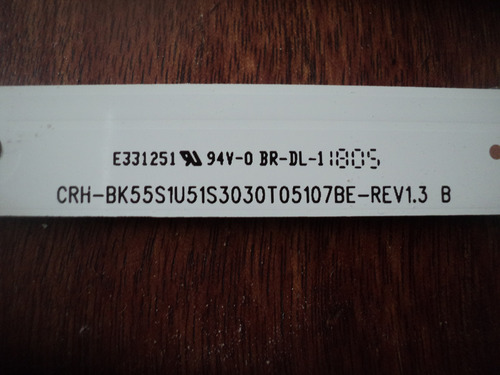 E331251 94V-0 BR-DL-1 1805
CRH-BK55S1U51S3030T05107BE-REV1.3 B